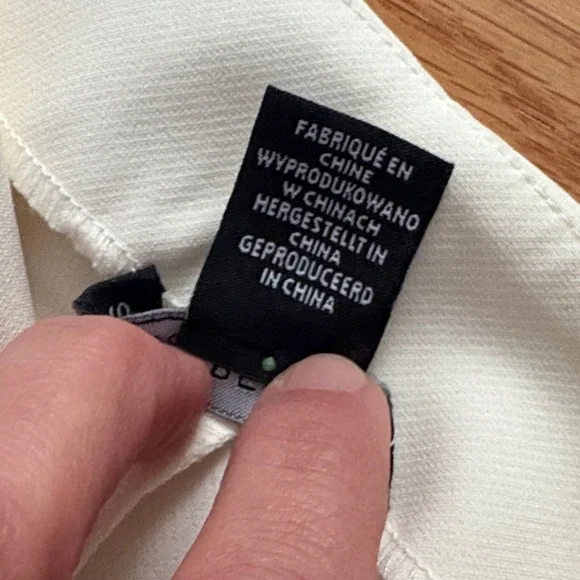 FABRIQUÉ EN
CHINE
WYPRODUKOWANO
W CHINACH
HERGESTELLT IN
CHINA
GEPRODUCEERD
IN CHINA